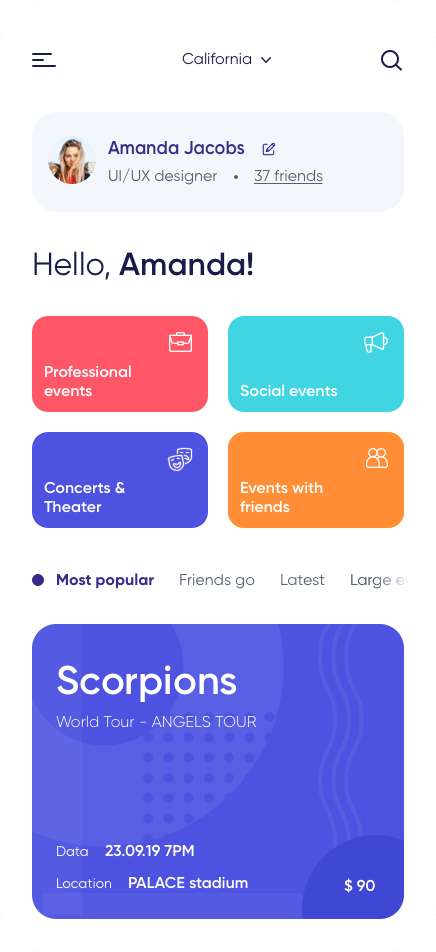 California
Amanda Jacobs
UI/UX designer • 37 friends
Hello, Amanda!
Professional
events
Social events
Concerts &
Theater
Events with
friends
Most popular Friends go Latest Large ev
Scorpions
World Tour - ANGELS TOUR
Data 23.09.19 7PM
Location PALACE stadium
$ 90